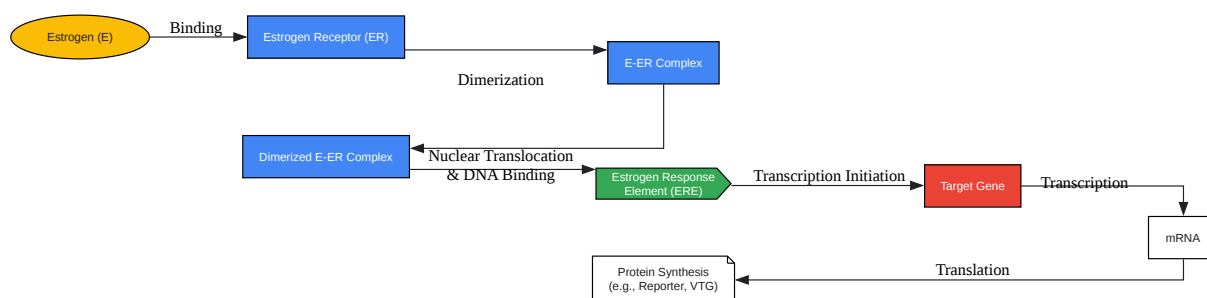 Estrogen (E)
Binding
Estrogen Receptor (ER)
Dimerization
E-ER Complex
Dimerized E-ER Complex
Nuclear Translocation
& DNA Binding
Estrogen Response
Element (ERE)
Transcription Initiation
Target Gene
Transcription
mRNA
Translation
Protein Synthesis
(e.g., Reporter, VTG)